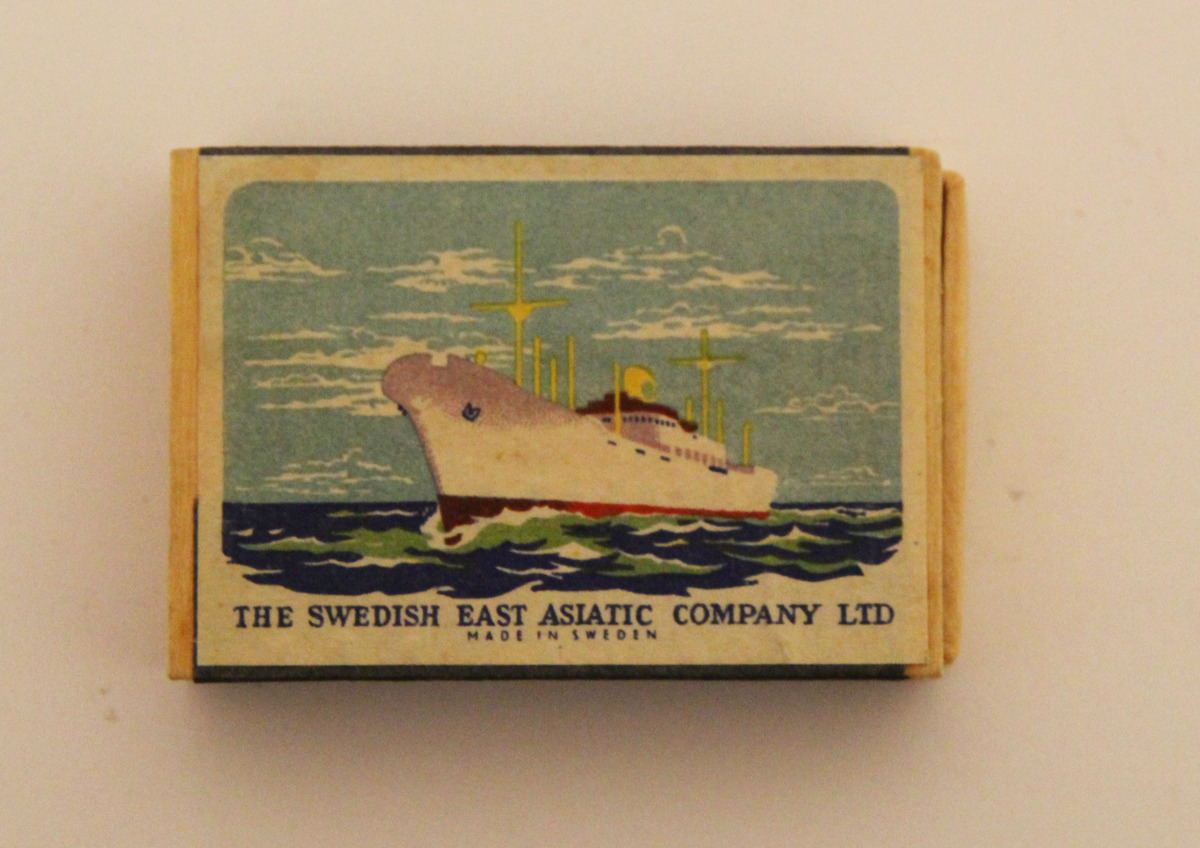 THE SWEDISH EAST ASIATIC COMPANY LTD
MADE IN SWEDEN